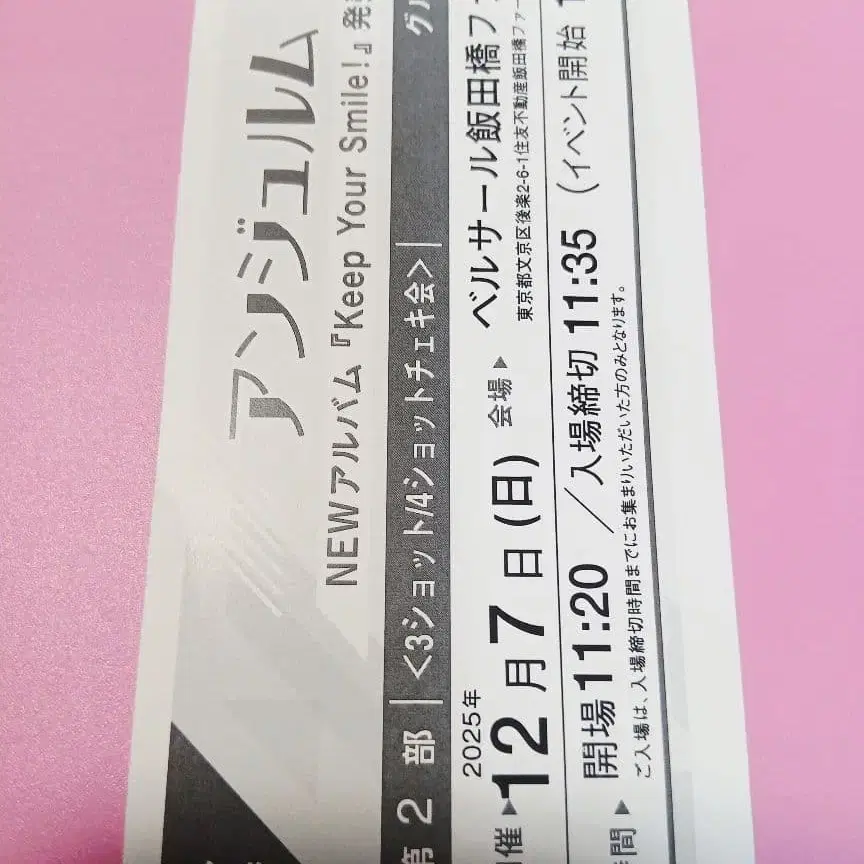 アンジュルム
NEWアルバム『Keep Your Smile!』発
第2部 <3ショット/4ショットチェキ会> グル
2025年
催▶12月7日(日) 会場▶ベルサール飯田橋フ
東京都文京区後楽2-6-1住友不動産飯田橋ファー
間▶開場11:20/入場締切11:35(イベント開始 1
ご入場は、入場締切時間までにお集まりいただいた方のみとなります。